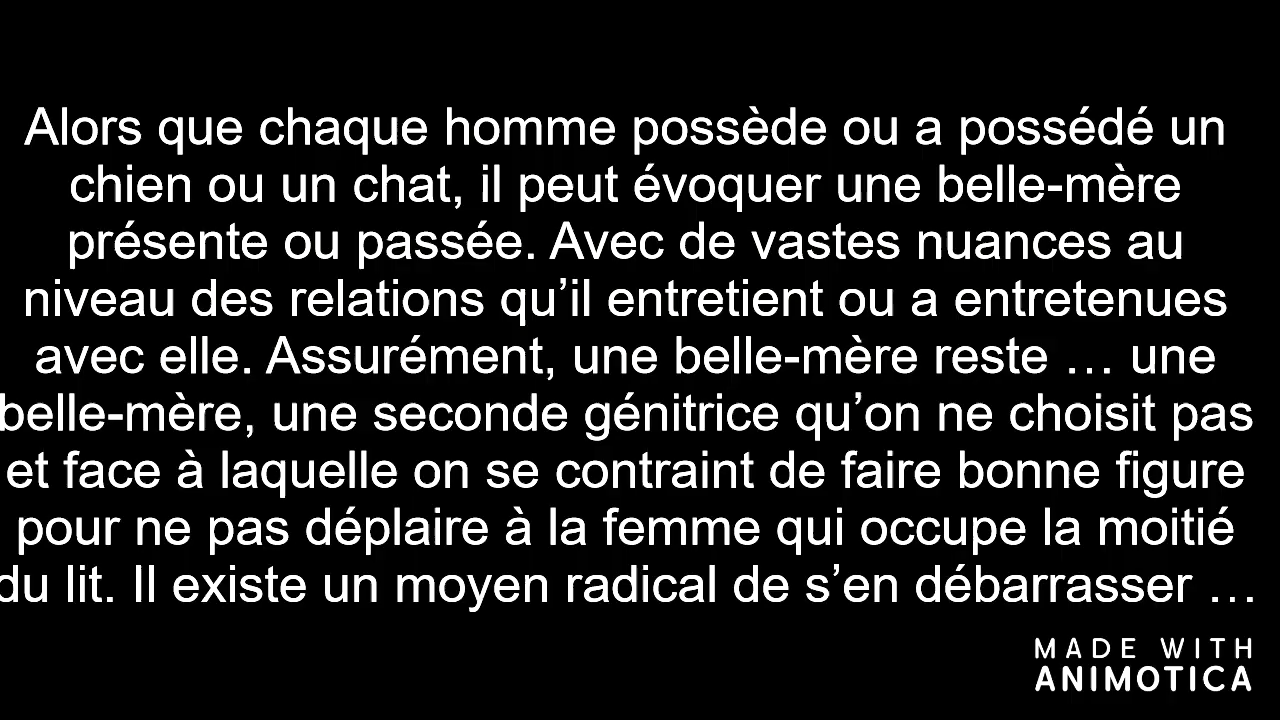 Alors que chaque homme possède ou a possédé un
chien ou un chat, il peut évoquer une belle-mère
présente ou passée. Avec de vastes nuances au
niveau des relations qu’il entretient ou a entretenues
avec elle. Assurément, une belle-mère reste … une
belle-mère, une seconde génitrice qu’on ne choisit pas
et face à laquelle on se contraint de faire bonne figure
pour ne pas déplaire à la femme qui occupe la moitié
du lit. Il existe un moyen radical de s’en débarrasser …
MADE WITH
ANIMOTICA